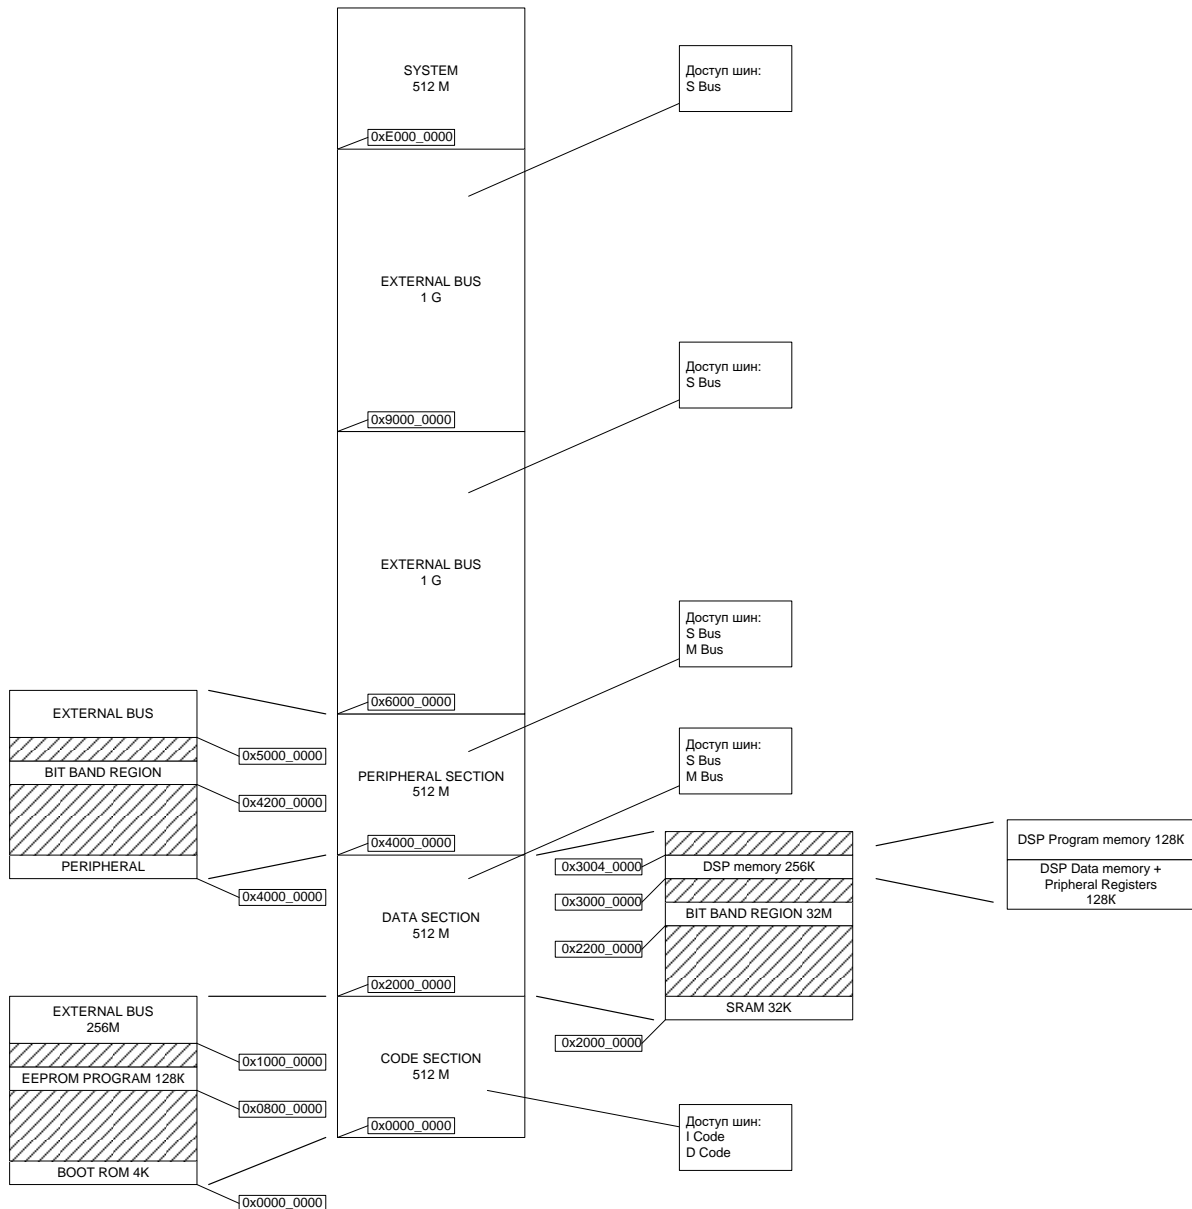 SYSTEM
512 M
0xE000_0000
Доступ шин:
S Bus
EXTERNAL BUS
1 G
0x9000_0000
Доступ шин:
S Bus
EXTERNAL BUS
1 G
0x6000_0000
Доступ шин:
S Bus
M Bus
EXTERNAL BUS
0x5000_0000
BIT BAND REGION
0x4200_0000
PERIPHERAL
0x4000_0000
PERIPHERAL SECTION
512 M
0x4000_0000
Доступ шин:
S Bus
M Bus
0x3004_0000
DSP memory 256K
0x3000_0000
BIT BAND REGION 32M
0x2200_0000
SRAM 32K
0x2000_0000
DSP Program memory 128K
DSP Data memory +
Pripheral Registers
128K
DATA SECTION
512 M
0x2000_0000
EXTERNAL BUS
256M
0x1000_0000
EEPROM PROGRAM 128K
0x0800_0000
BOOT ROM 4K
0x0000_0000
CODE SECTION
512 M
0x0000_0000
Доступ шин:
I Code
D Code